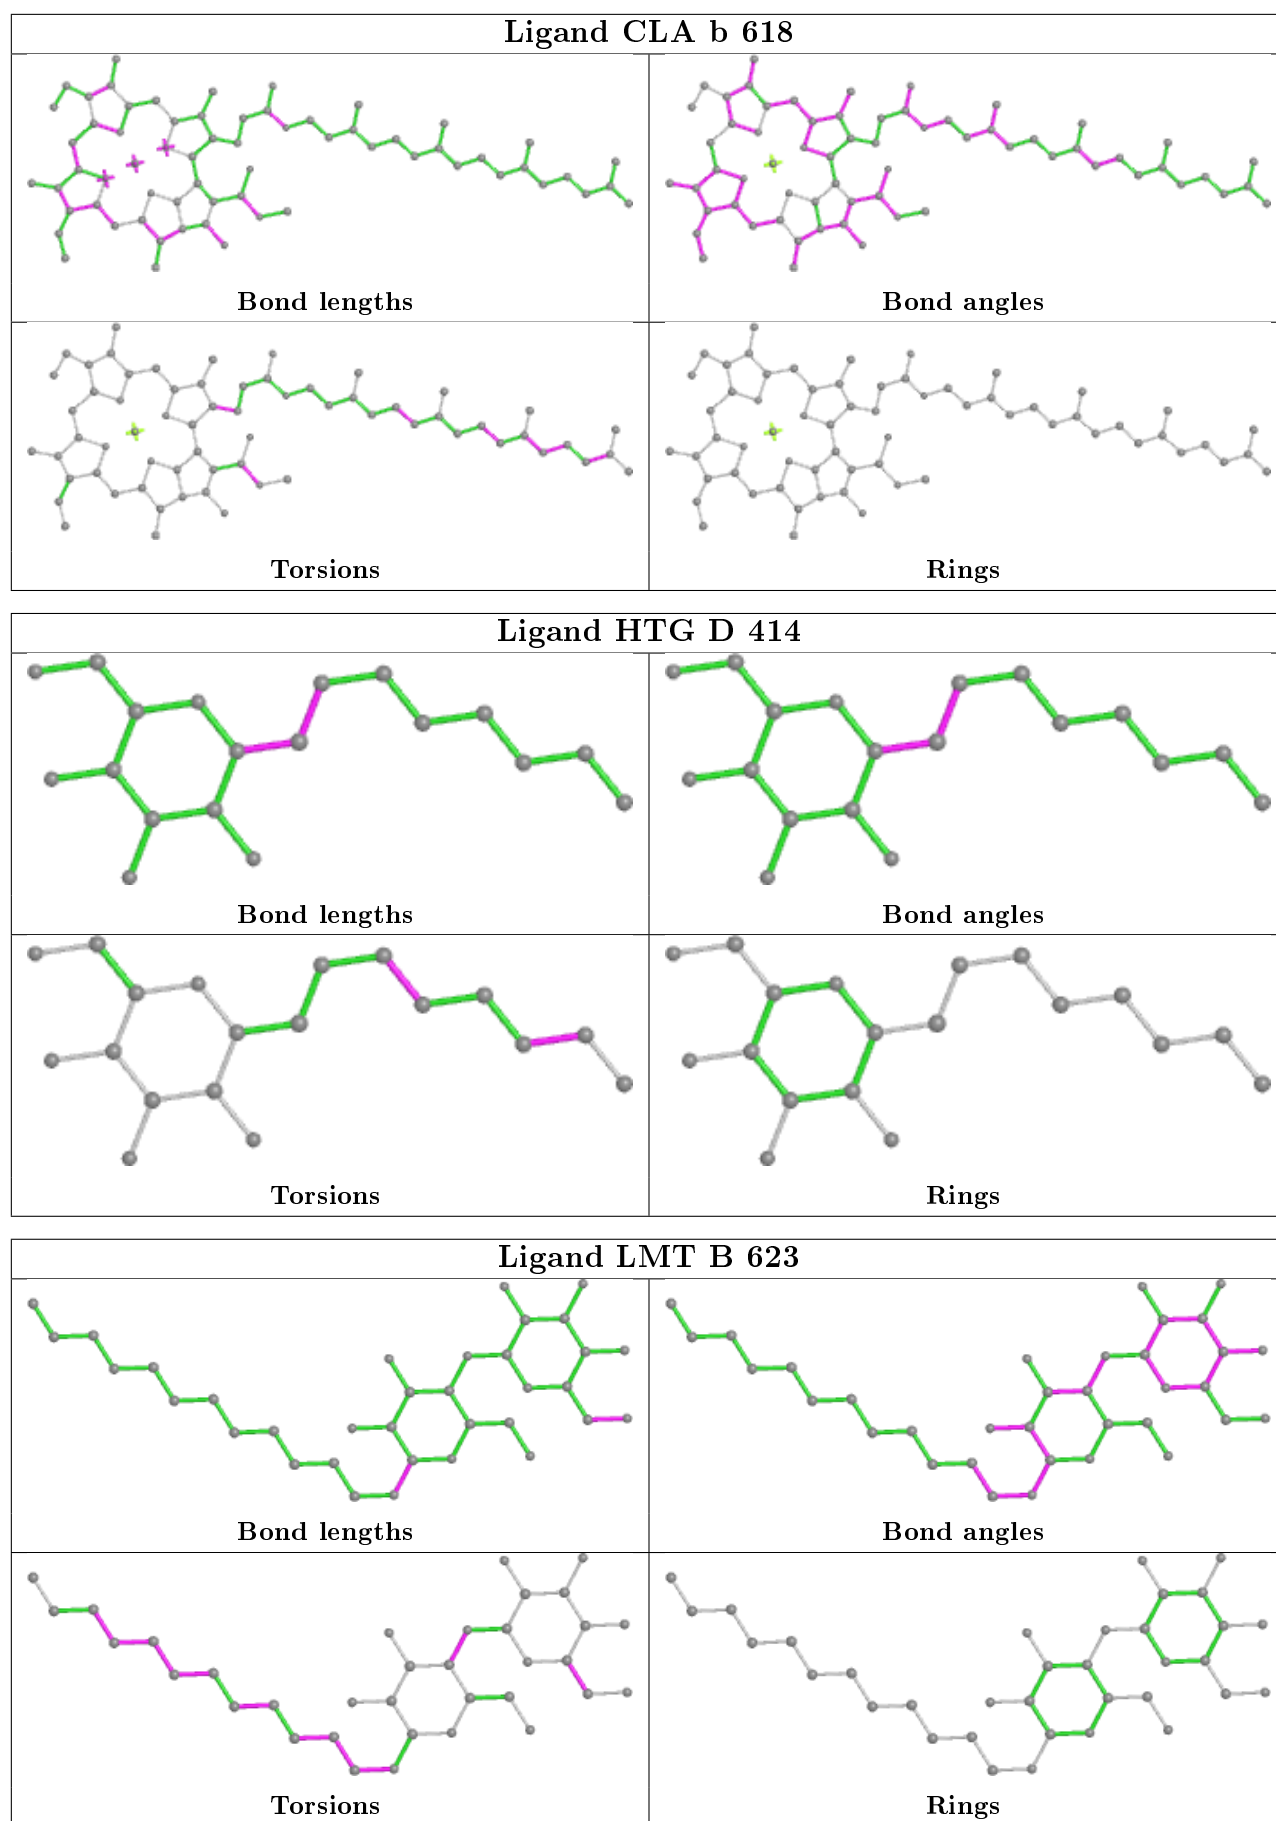 Ligand CLA b 618
Bond lengths
Bond angles
Torsions
Rings
Ligand HTG D 414
Bond lengths
Bond angles
Torsions
Rings
Ligand LMT B 623
Bond lengths
Bond angles
Torsions
Rings